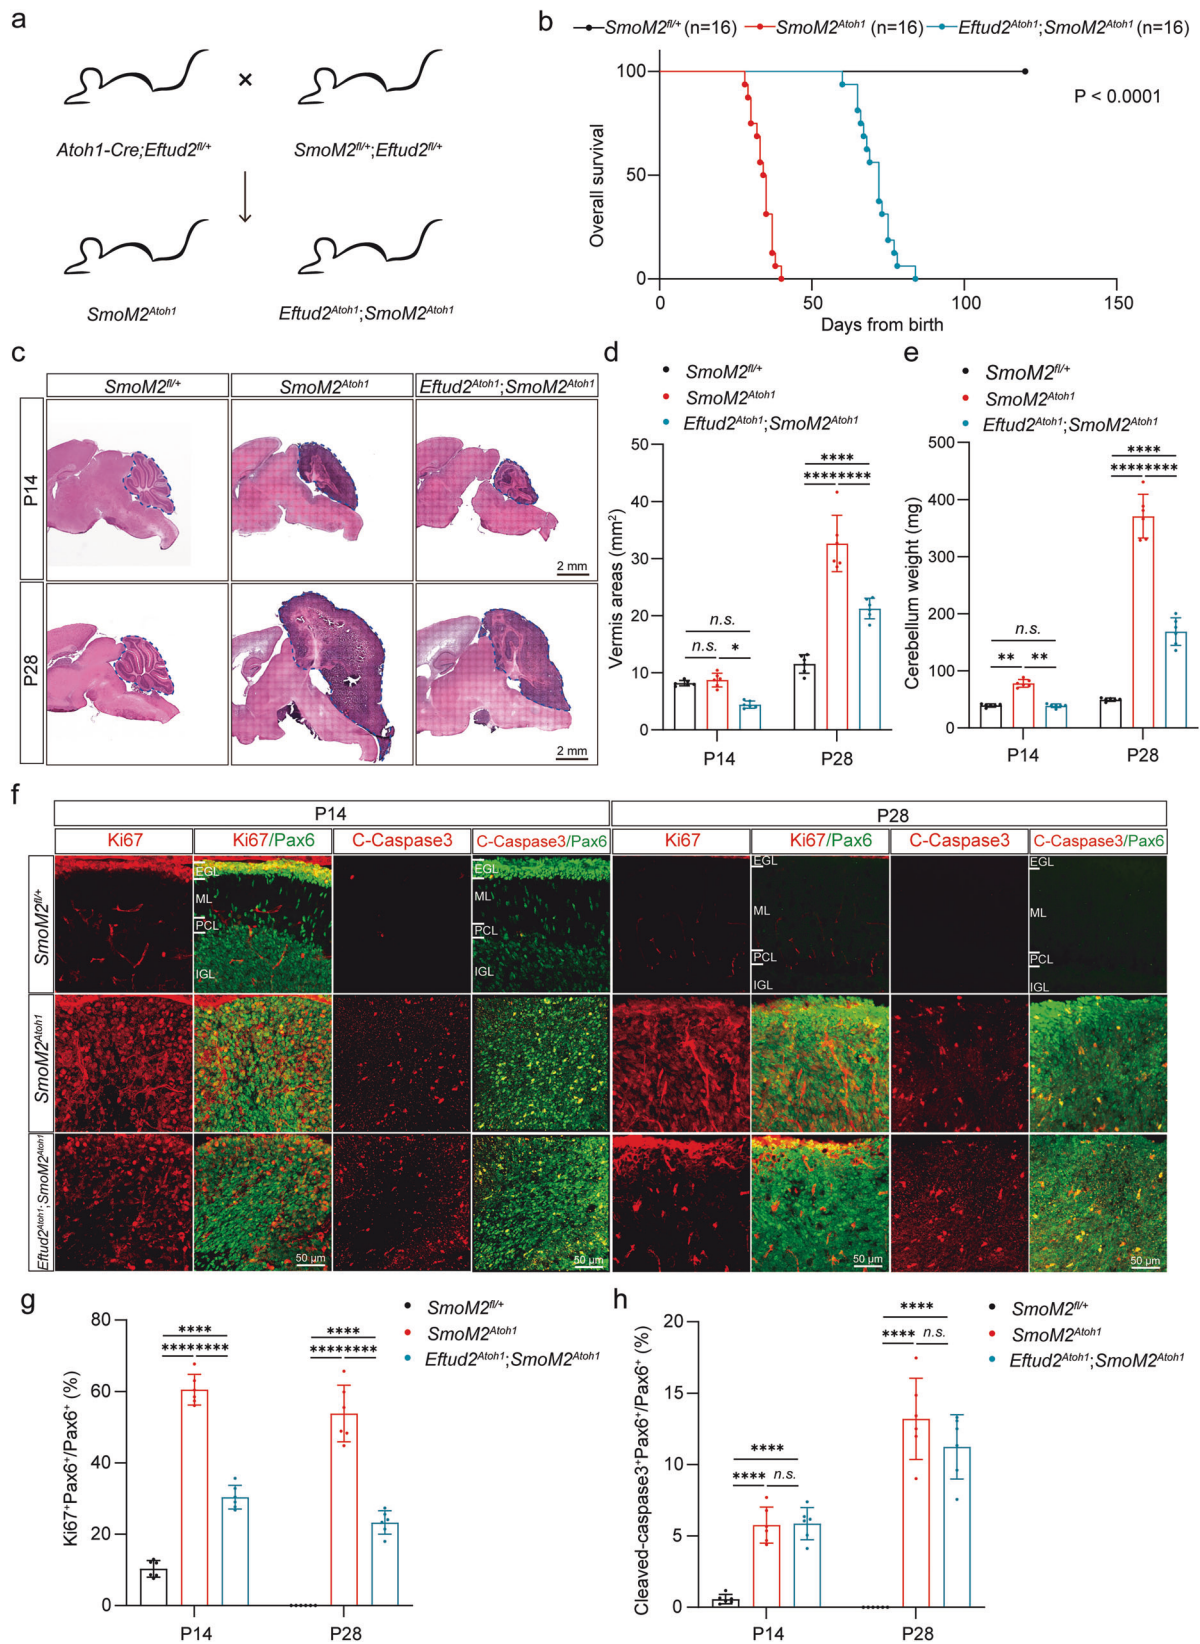 a
×
Atoh1-Cre;Eftud2fl/+
SmoM2fl/+;Eftud2fl/+
SmoM2Atoh1
Eftud2Atoh1;SmoM2Atoh1
b
SmoM2fl/+ (n=16) SmoM2Atoh1 (n=16) Eftud2Atoh1;SmoM2Atoh1 (n=16)
P < 0.0001
Overall survival
100
50
0
0 50 100 150
Days from birth
c
SmoM2fl/+ SmoM2Atoh1 Eftud2Atoh1;SmoM2Atoh1
P14
2 mm
P28
2 mm
d
SmoM2fl/+
SmoM2Atoh1
Eftud2Atoh1;SmoM2Atoh1
Vermis areas (mm2)
50
40
30
20
10
0
n.s.
n.s. *
****
********
P14 P28
e
SmoM2fl/+
SmoM2Atoh1
Eftud2Atoh1;SmoM2Atoh1
Cerebellum weight (mg)
500
400
300
200
100
0
n.s.
** **
****
********
P14 P28
f
P14 P28
Ki67 Ki67/Pax6 C-Caspase3 C-Caspase3/Pax6 Ki67 Ki67/Pax6 C-Caspase3 C-Caspase3/Pax6
SmoM2fl/+
EGL EGL EGL EGL
ML ML ML ML
PCL PCL PCL PCL
IGL IGL IGL IGL
SmoM2Atoh1
Eftud2Atoh1;SmoM2Atoh1
50 μm 50 μm 50 μm 50 μm
g
SmoM2fl/+
SmoM2Atoh1
Eftud2Atoh1;SmoM2Atoh1
Ki67+Pax6+/Pax6+ (%)
80
60
40
20
0
****
********
****
********
P14 P28
h
SmoM2fl/+
SmoM2Atoh1
Eftud2Atoh1;SmoM2Atoh1
Cleaved-caspase3+Pax6+/Pax6+ (%)
20
15
10
5
0
****
**** n.s.
****
**** n.s.
P14 P28